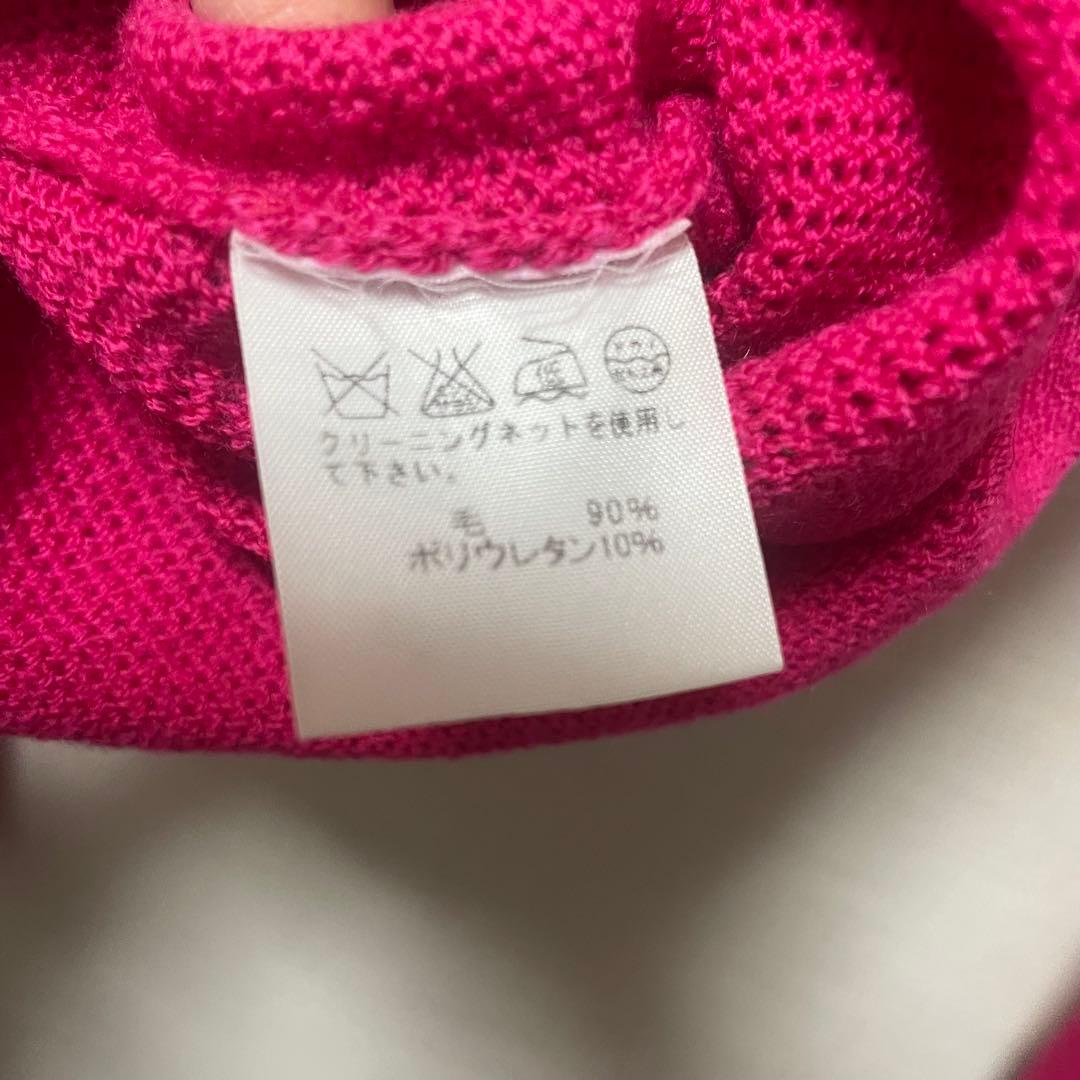 クリーニングネットを使用し
て下さい。
毛 90%
ポリウレタン10%